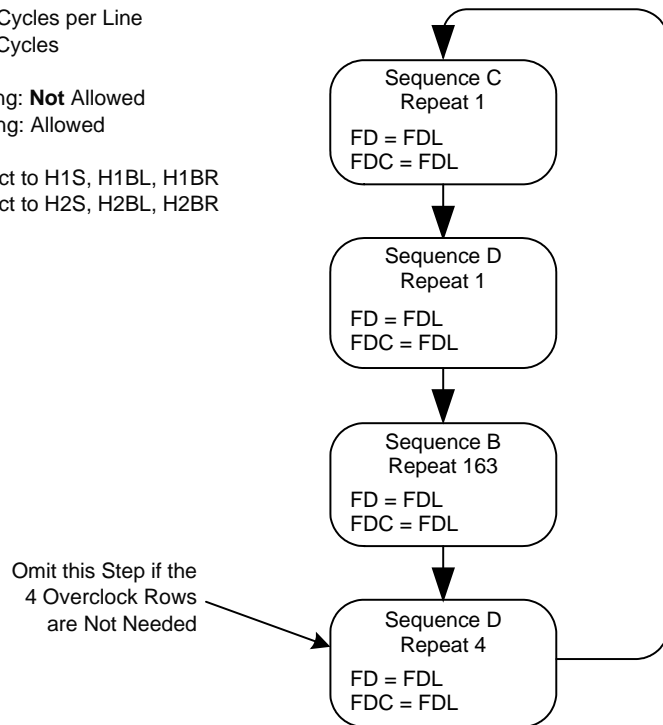 Cycles per Line
Cycles
ng: Not Allowed
ng: Allowed
ct to H1S, H1BL, H1BR
ct to H2S, H2BL, H2BR
Sequence C
Repeat 1
FD = FDL
FDC = FDL
Sequence D
Repeat 1
FD = FDL
FDC = FDL
Sequence B
Repeat 163
FD = FDL
FDC = FDL
Omit this Step if the
4 Overclock Rows
are Not Needed
Sequence D
Repeat 4
FD = FDL
FDC = FDL